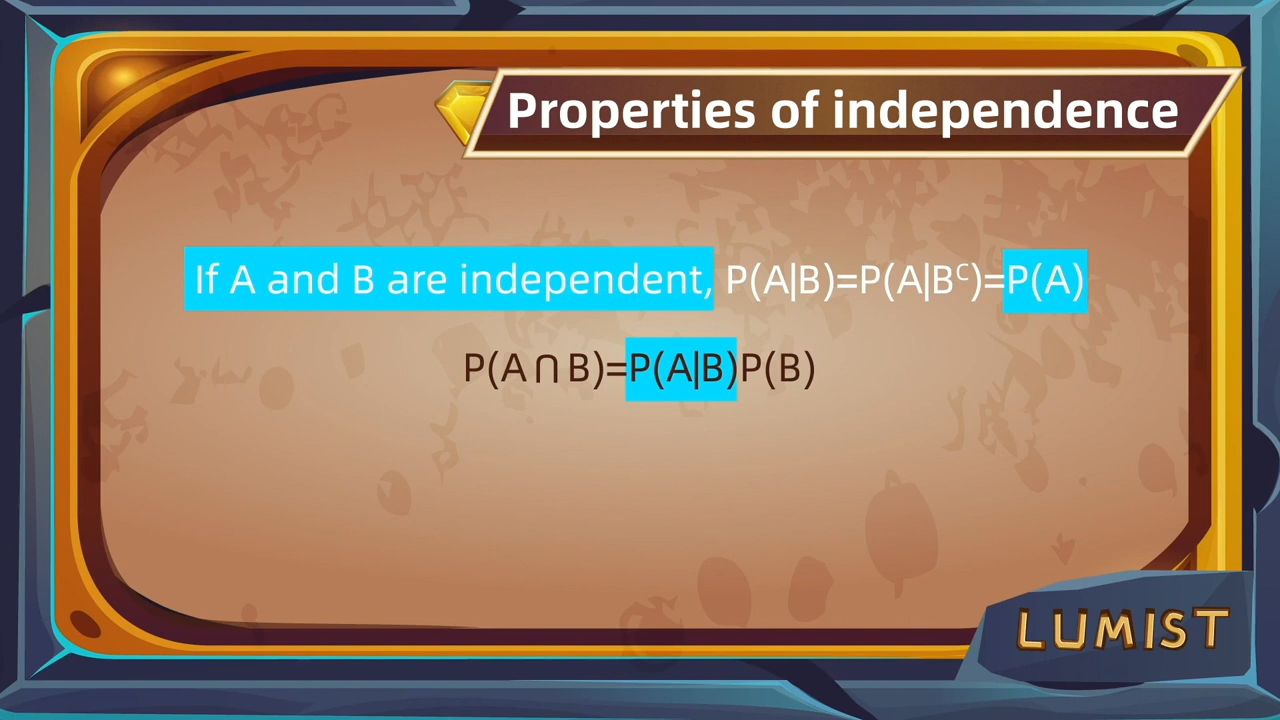 Properties of independence
If A and B are independent, P(A|B)=P(A|Bᶜ)=P(A)
P(A∩B)=P(A|B)P(B)
LUMIST